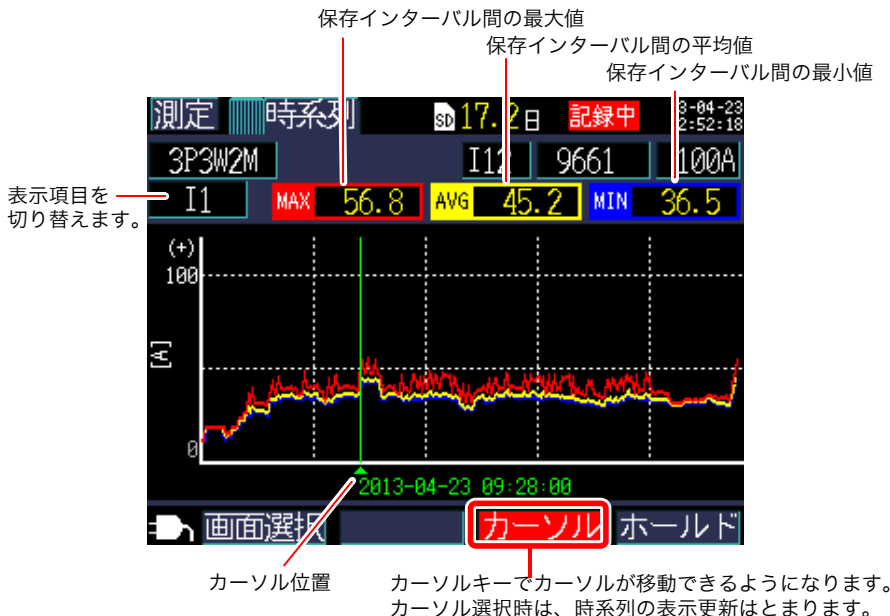 保存インターバル間の最大値
保存インターバル間の平均値
保存インターバル間の最小値
測定 時系列 SD 17.2日 記録中 3-04-23
2:52:18
3P3W2M I12 9661 100A
表示項目を
切り替えます。
I1 MAX 56.8 AVG 45.2 MIN 36.5
(+)
100
[A]
0
2013-04-23 09:28:00
画面選択 カーソル ホールド
カーソル位置
カーソルキーでカーソルが移動できるようになります。
カーソル選択時は、時系列の表示更新はとまります。